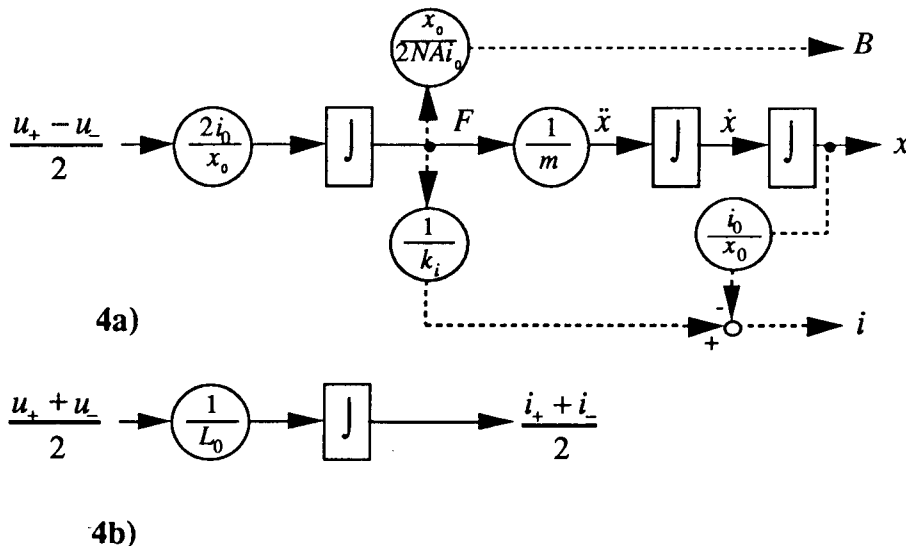 x₀
2NAi₀
B
u₊ − u₋
2
2i₀
x₀
∫
F
1
m
ẍ
∫
ẋ
∫
x
1
kᵢ
i₀
x₀
4a)
-
+
i
u₊ + u₋
2
1
L₀
∫
i₊ + i₋
2
4b)